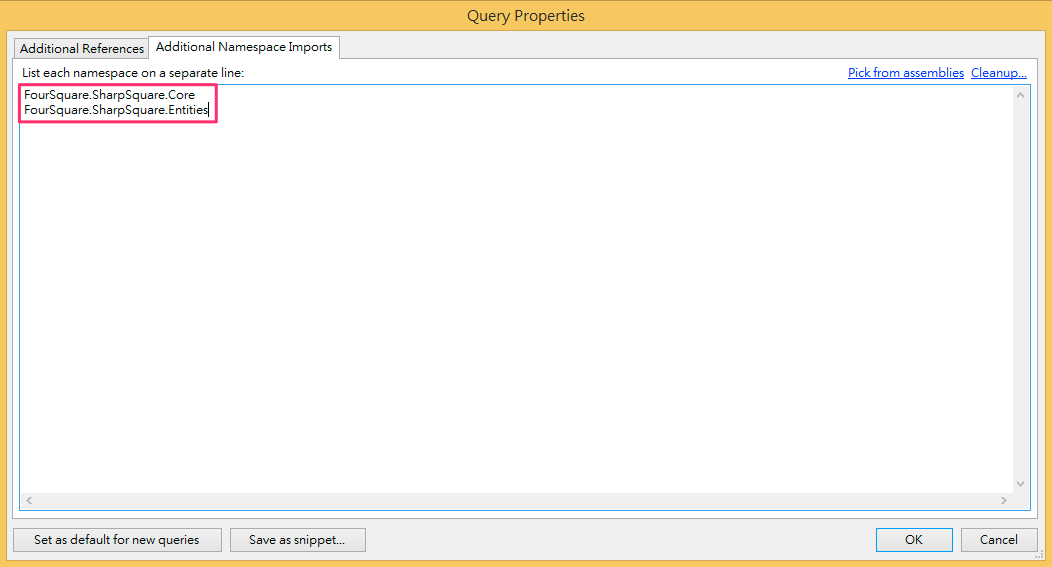 Query Properties
Additional References
Additional Namespace Imports
List each namespace on a separate line:
Pick from assemblies
Cleanup...
FourSquare.SharpSquare.Core
FourSquare.SharpSquare.Entities
Set as default for new queries
Save as snippet...
OK
Cancel